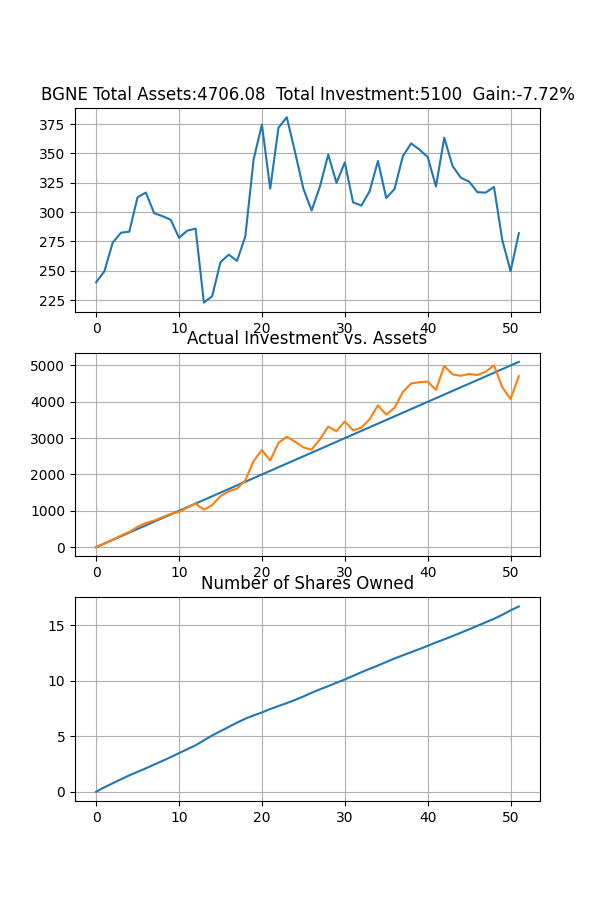 BGNE Total Assets:4706.08 Total Investment:5100 Gain:-7.72%
375
350
325
300
275
250
225
0 10 20 30 40 50
Actual Investment vs. Assets
5000
4000
3000
2000
1000
0
0 10 20 30 40 50
Number of Shares Owned
15
10
5
0
0 10 20 30 40 50